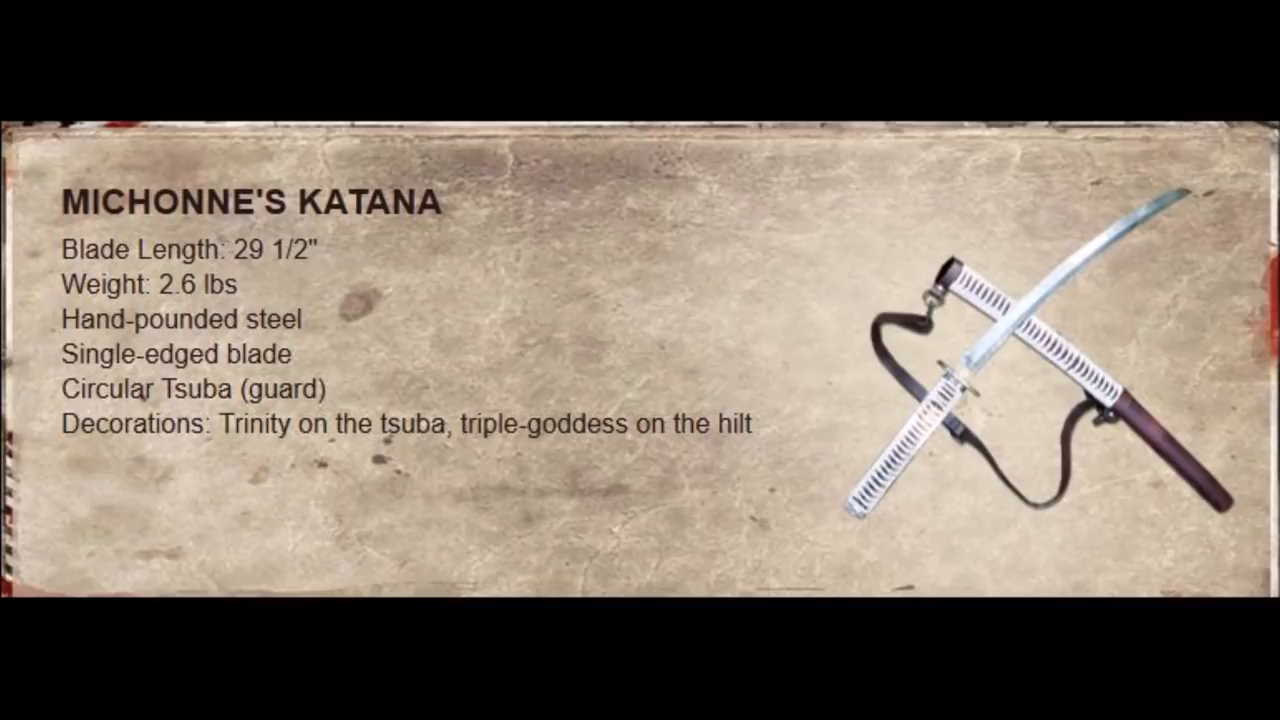 MICHONNE'S KATANA
Blade Length: 29 1/2"
Weight: 2.6 lbs
Hand-pounded steel
Single-edged blade
Circular Tsuba (guard)
Decorations: Trinity on the tsuba, triple-goddess on the hilt